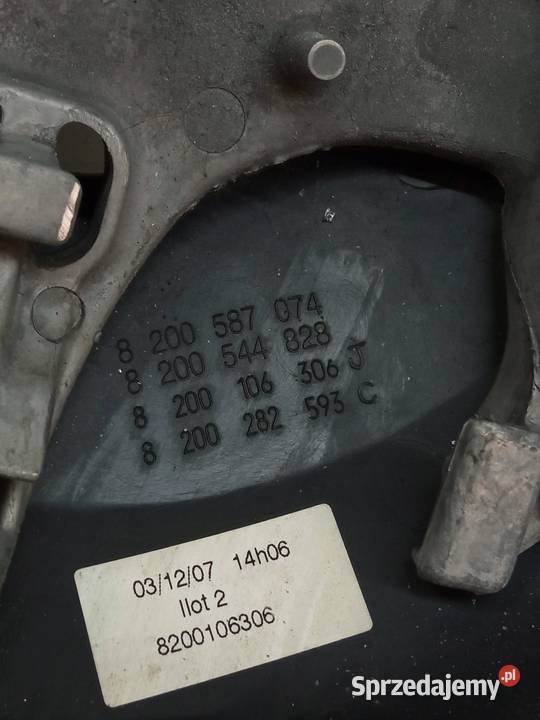 8 200 587 074
8 200 544 828
8 200 106 306 J
8 200 282 593 C
03/12/07 14h06
Ilot 2
8200106306
Sprzedajemy.pl